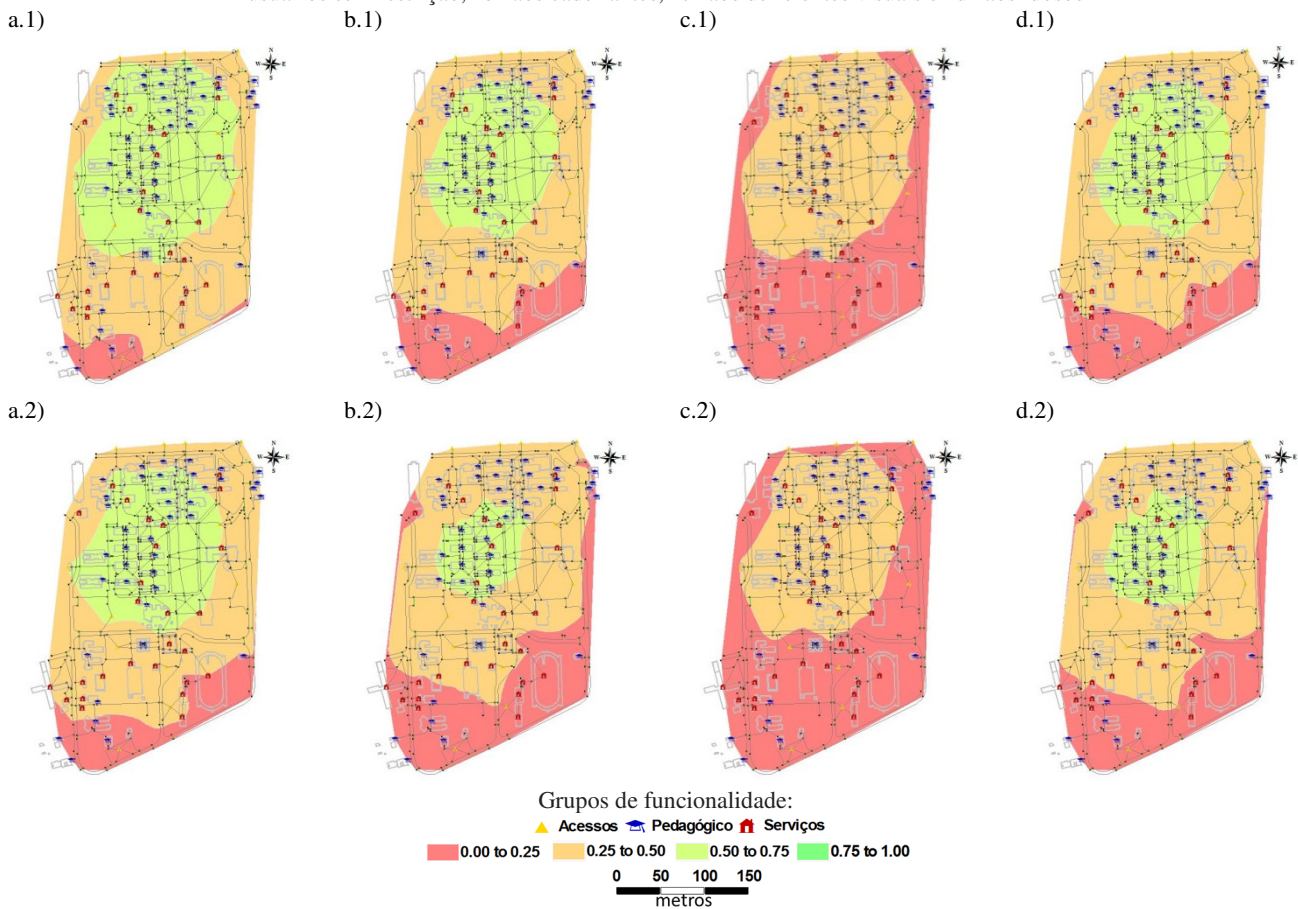 a.1)
b.1)
c.1)
d.1)
N
W E
S
N
W E
S
N
W E
S
N
W E
S
a.2)
b.2)
c.2)
d.2)
N
W E
S
N
W E
S
N
W E
S
N
W E
S
Grupos de funcionalidade:
Acessos Pedagógico Serviços
0.00 to 0.25 0.25 to 0.50 0.50 to 0.75 0.75 to 1.00
0 50 100 150
metros